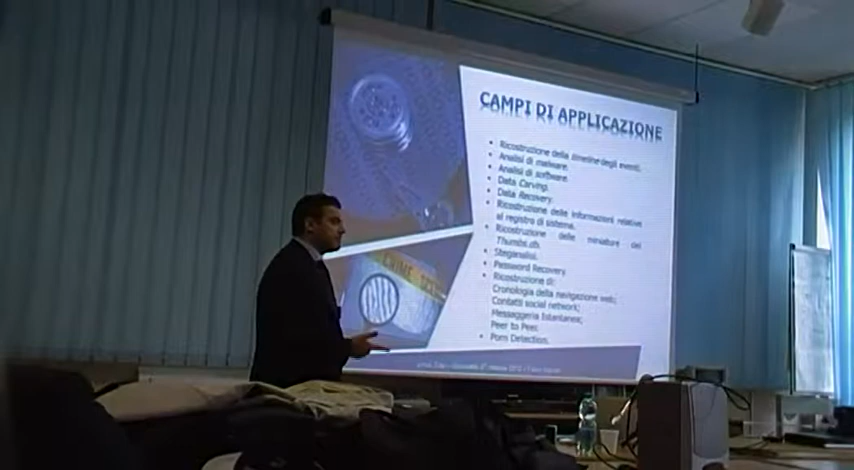 CAMPI DI APPLICAZIONE
• Ricostruzione della timeline degli eventi.
• Analisi di malware.
• Analisi di software.
• Data Carving.
• Data Recovery.
• Ricostruzione delle informazioni relative
al registro di sistema.
• Ricostruzione delle miniature dei
Thumbs.db.
• Steganalisi.
• Password Recovery.
• Ricostruzione di:
Cronologia della navigazione web;
Contatti social network;
Messaggeria Istantanea;
Peer to Peer.
• Porn Detection.
CRIME SC